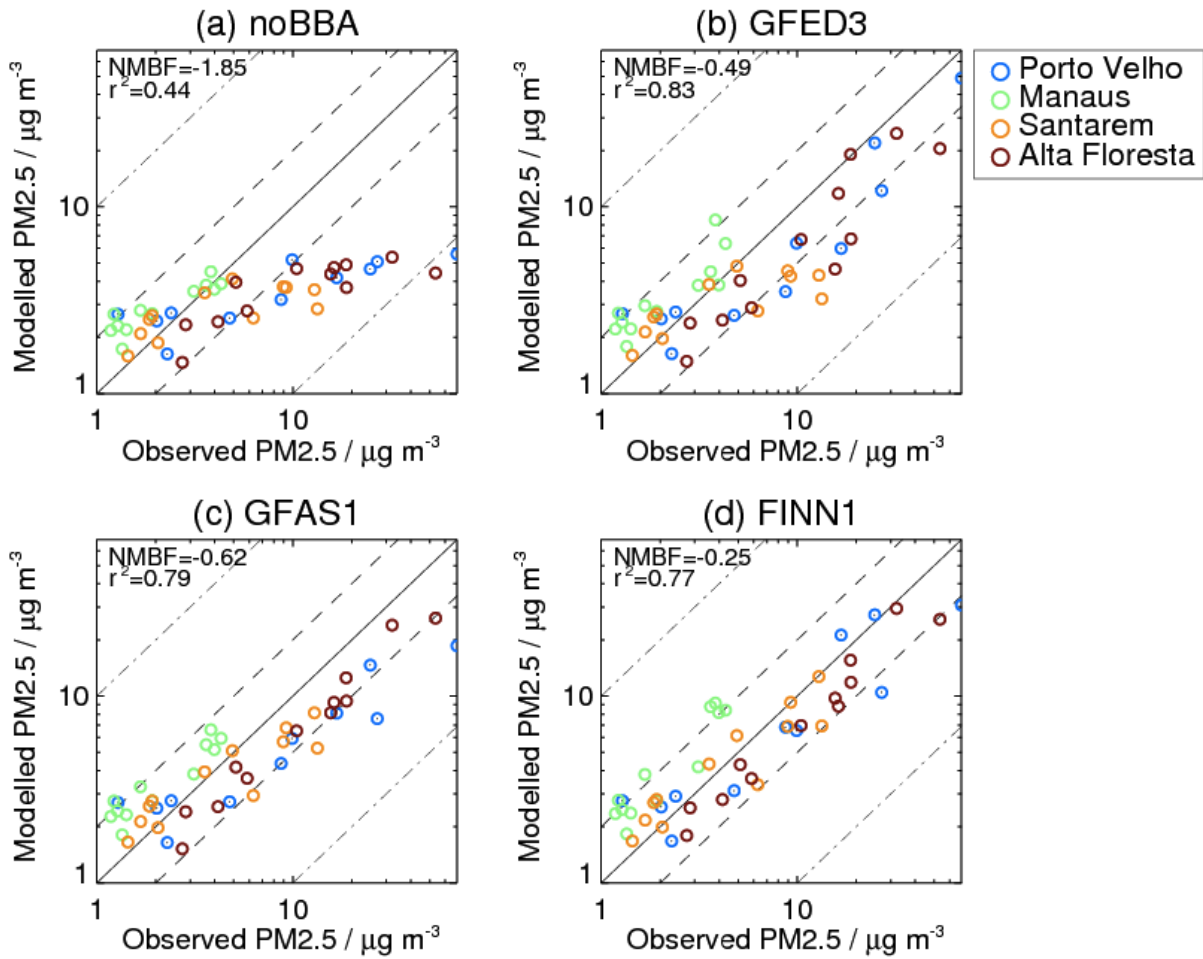 (a) noBBA
NMBF=-1.85
r²=0.44
Modelled PM2.5 / μg m⁻³
10
1
1
10
Observed PM2.5 / μg m⁻³
(b) GFED3
NMBF=-0.49
r²=0.83
Modelled PM2.5 / μg m⁻³
10
1
1
10
Observed PM2.5 / μg m⁻³
Porto Velho
Manaus
Santarem
Alta Floresta
(c) GFAS1
NMBF=-0.62
r²=0.79
Modelled PM2.5 / μg m⁻³
10
1
1
10
Observed PM2.5 / μg m⁻³
(d) FINN1
NMBF=-0.25
r²=0.77
Modelled PM2.5 / μg m⁻³
10
1
1
10
Observed PM2.5 / μg m⁻³